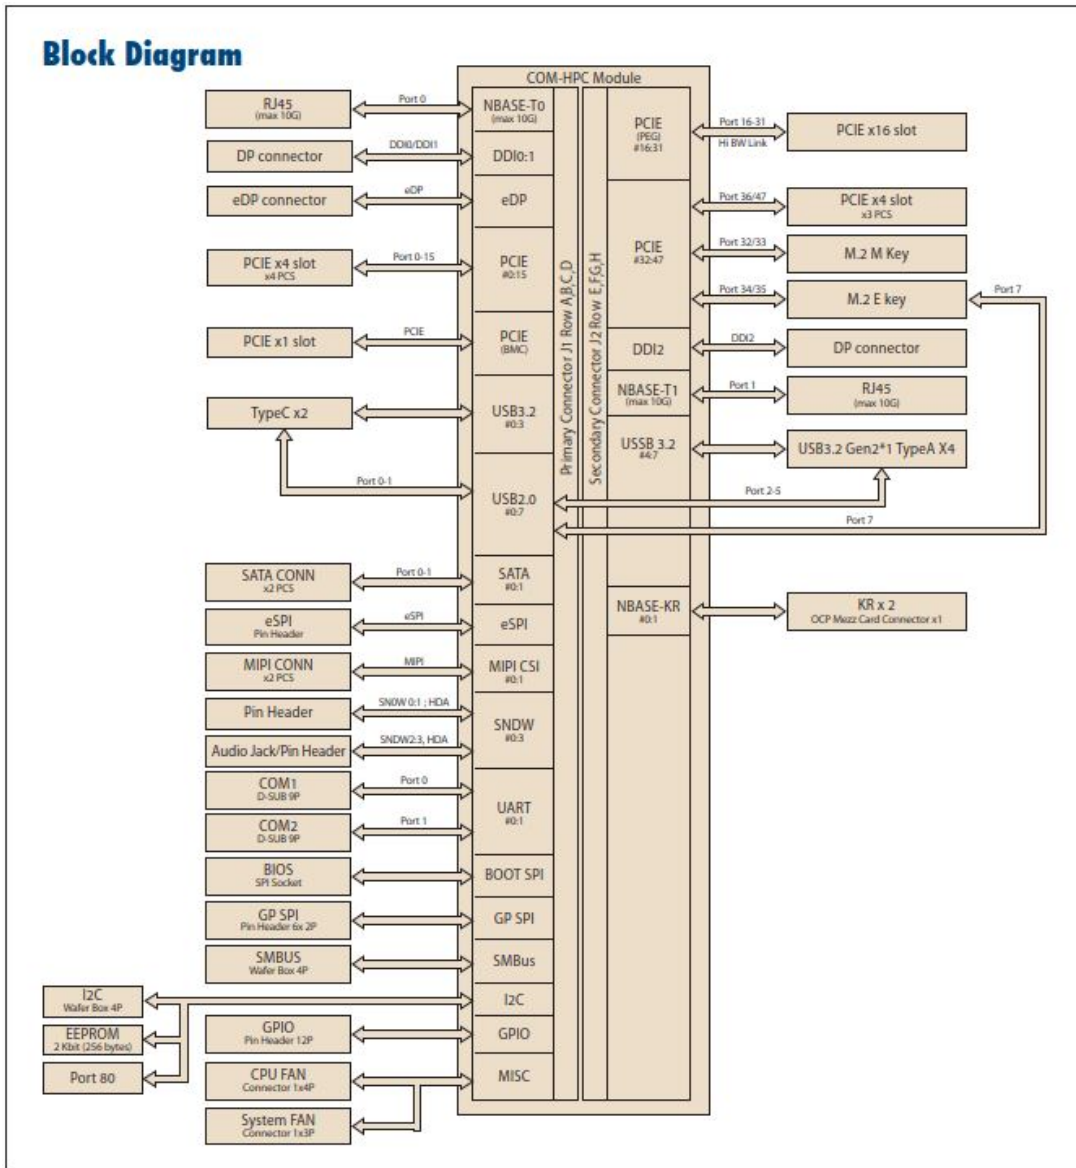 Block Diagram
COM-HPC Module
RJ45
(max 10G)
Port 0
NBASE-T0
(max 10G)
DP connector
DDI0/DDI1
DDI0:1
eDP connector
eDP
eDP
PCIE x4 slot
x4 PCS
Port 0-15
PCIE
#0:15
PCIE x1 slot
PCIE
PCIE
(BMC)
TypeC x2
USB3.2
#0:3
Port 0-1
USB2.0
#0:7
SATA CONN
x2 PCS
Port 0-1
SATA
#0:1
eSPI
Pin Header
eSPI
eSPI
MIPI CONN
x2 PCS
MIPI
MIPI CSI
#0:1
Pin Header
SN0W 0:1 ; HDA
SNDW
#0:3
Audio Jack/Pin Header
SNDW2:3, HDA
COM1
D-SUB 9P
Port 0
UART
#0:1
COM2
D-SUB 9P
Port 1
BIOS
SPI Socket
BOOT SPI
GP SPI
Pin Header 6x 2P
GP SPI
SMBUS
Wafer Box 4P
SMBus
I2C
Wafer Box 4P
I2C
EEPROM
2 Kbit (256 bytes)
Port 80
GPIO
Pin Header 12P
GPIO
CPU FAN
Connector 1x4P
MISC
System FAN
Connector 1x3P
Primary Connector J1 Row A,B,C,D
Secondary Connector J2 Row E,F,G,H
PCIE
(PEG)
#16:31
Port 16-31
Hi BW Link
PCIE x16 slot
PCIE
#32:47
Port 36/47
PCIE x4 slot
x3 PCS
Port 32/33
M.2 M Key
Port 34/35
M.2 E key
Port 7
DDI2
DDI2
DP connector
NBASE-T1
(max 10G)
Port 1
RJ45
(max 10G)
USSB 3.2
#4:7
USB3.2 Gen2*1 TypeA X4
Port 2-5
Port 7
NBASE-KR
#0:1
KR x 2
OCP Mezz Card Connector x1